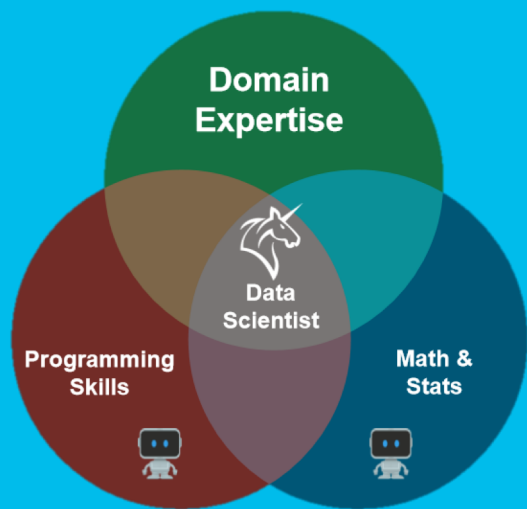 Domain
Expertise
Data
Scientist
Programming
Skills
Math &
Stats